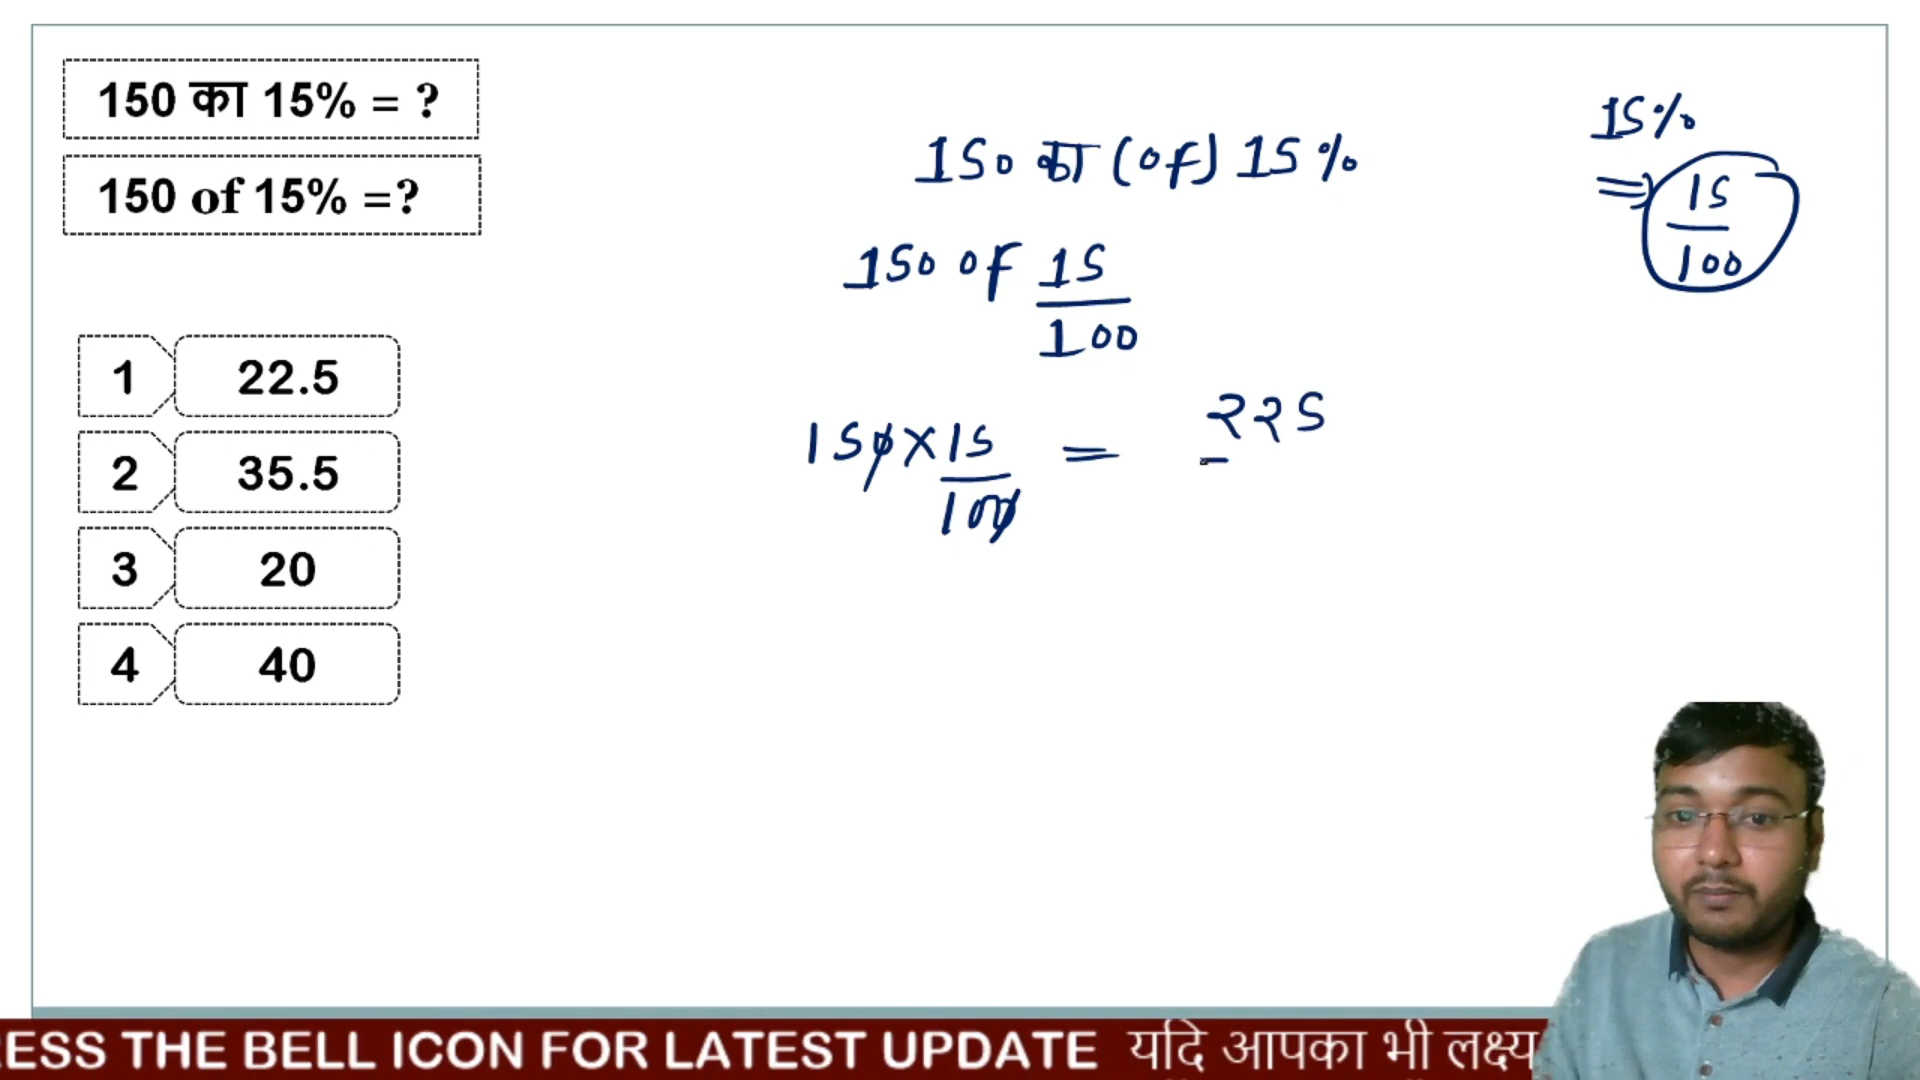 150 का 15% = ?
150 of 15% =?
1 22.5
2 35.5
3 20
4 40
150 का (of) 15%
150 of 15
100
150 × 15 = 225
100
15%
⇒ 15
100
ESS THE BELL ICON FOR LATEST UPDATE यदि आपका भी लक्ष्य